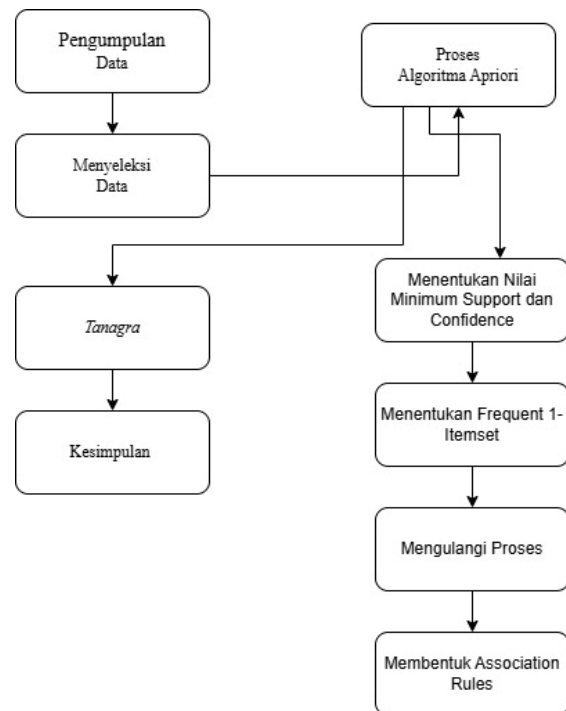 Pengumpulan
Data
Menyeleksi
Data
Proses
Algoritma Apriori
Tanagra
Kesimpulan
Menentukan Nilai
Minimum Support dan
Confidence
Menentukan Frequent 1-
Itemset
Mengulangi Proses
Membentuk Association
Rules